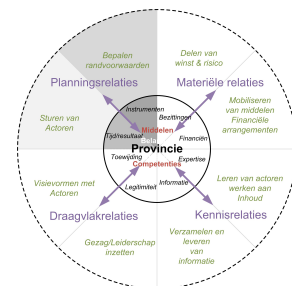 Bepalen
randvoorwaarden
Delen van
winst & risico
Planningsrelaties
Materiële relaties
Sturen van
Actoren
Mobiliseren
van middelen
Financiële
arrangementen
Instrumenten
Bezittingen
Middelen
Tijd/resultaat
Financiën
Provincie
Toewijding
Expertise
Competenties
Legitimiteit
Informatie
Visievormen met
Actoren
Leren van actoren
werken aan
Inhoud
Draagvlakrelaties
Kennisrelaties
Gezag/Leiderschap
inzetten
Verzamelen en
leveren
van
informatie